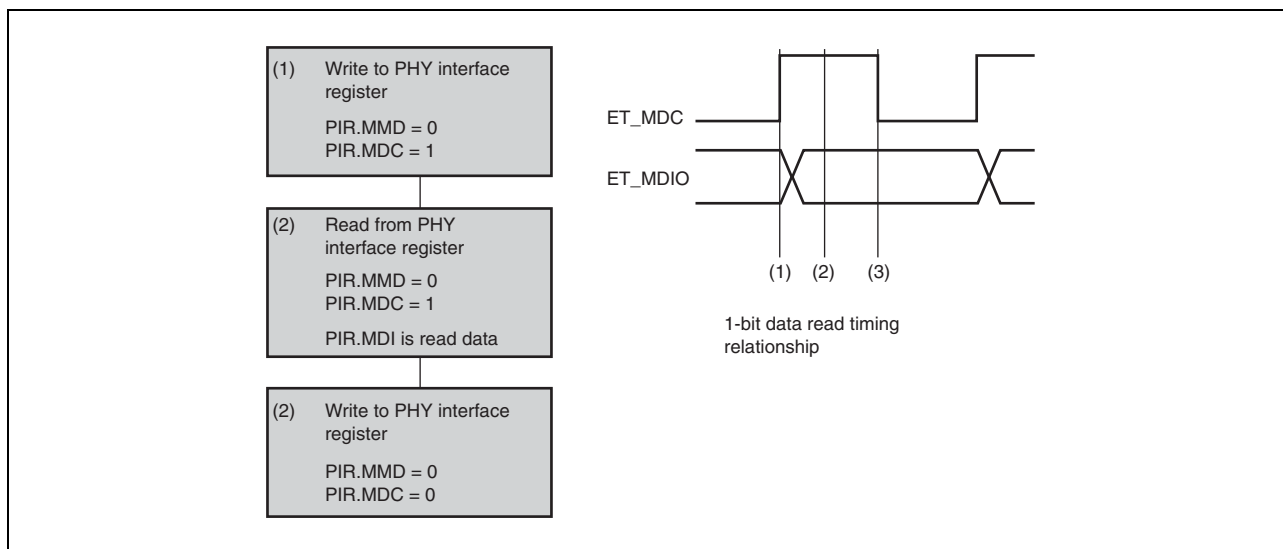 (1) Write to PHY interface
register
PIR.MMD = 0
PIR.MDC = 1
(2) Read from PHY
interface register
PIR.MMD = 0
PIR.MDC = 1
PIR.MDI is read data
(2) Write to PHY interface
register
PIR.MMD = 0
PIR.MDC = 0
ET_MDC
ET_MDIO
(1) (2) (3)
1-bit data read timing
relationship